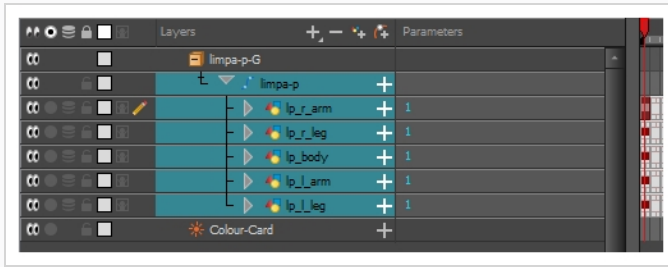 Layers Parameters
limpa-p-G
limpa-p
lp_r_arm 1
lp_r_leg 1
lp_body 1
lp_l_arm 1
lp_l_leg 1
Colour-Card